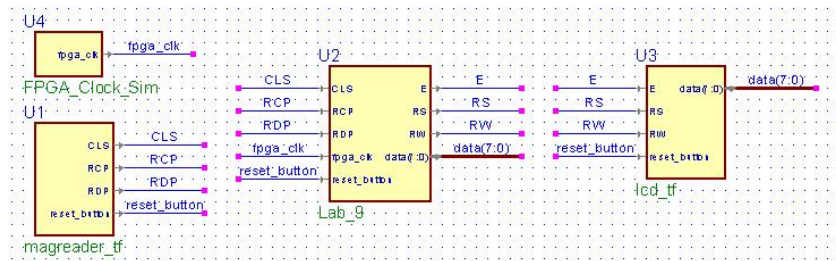 U4
fpga_clk fpga_clk
FPGA_Clock_Sim
U1
CLS CLS
RCP RCP
RDP RDP
reset_button reset_button
magreader_tf
U2
CLS CLS E E
RCP RCP RS RS
RDP RDP RW RW
fpga_clk fpga_clk data(7:0) data(7:0)
reset_button reset_button
Lab_9
U3
E E data(7:0) data(7:0)
RS RS
RW RW
reset_button reset_button
lcd_tf